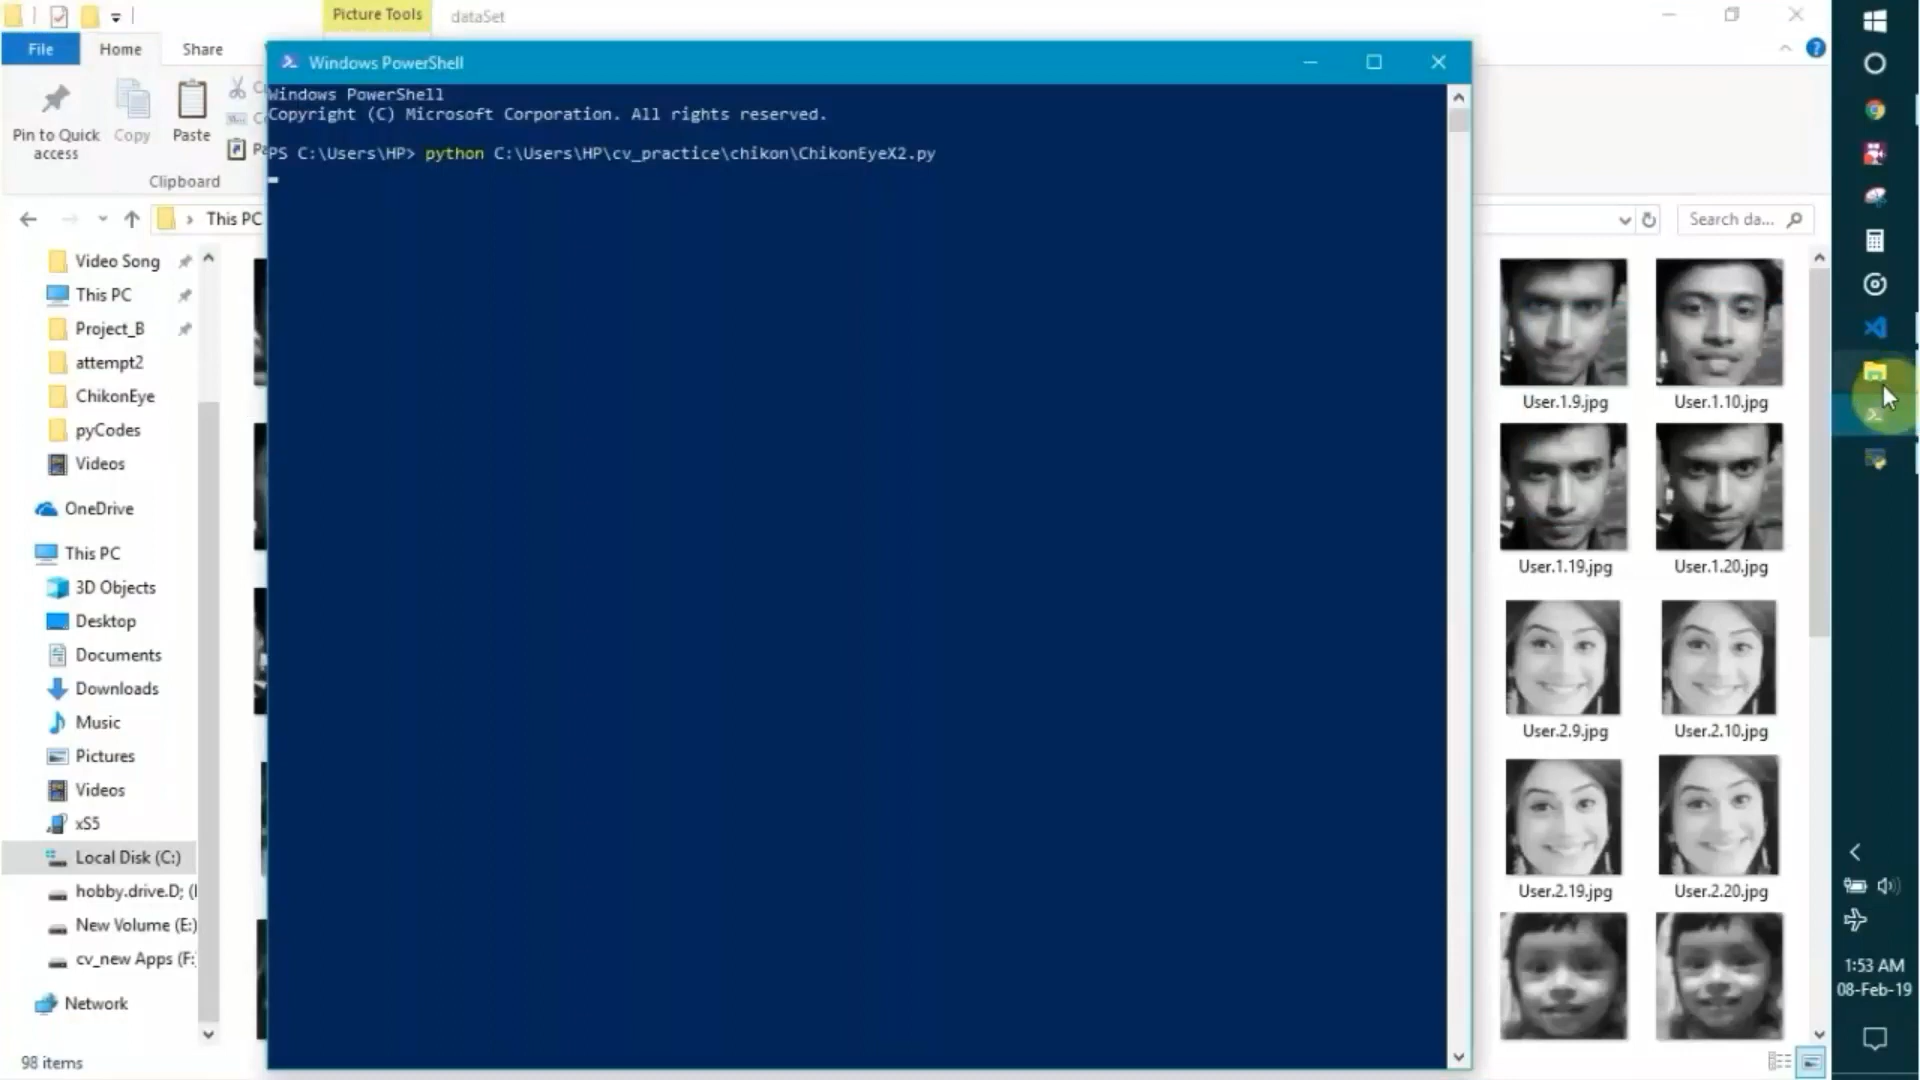 Picture Tools
dataSet
File
Home
Share
Windows PowerShell
Pin to Quick
access
Copy
Paste
Clipboard
Windows PowerShell
Copyright (C) Microsoft Corporation. All rights reserved.
PS C:\Users\HP> python C:\Users\HP\cv_practice\chikon\ChikonEyeX2.py
This PC
Search da...
Video Song
This PC
Project_B
attempt2
ChikonEye
pyCodes
Videos
OneDrive
This PC
3D Objects
Desktop
Documents
Downloads
Music
Pictures
Videos
xS5
Local Disk (C:)
hobby.drive.D; (
New Volume (E:)
cv_new Apps (F:
Network
98 items
User.1.9.jpg
User.1.10.jpg
User.1.19.jpg
User.1.20.jpg
User.2.9.jpg
User.2.10.jpg
User.2.19.jpg
User.2.20.jpg
1:53 AM
08-Feb-19